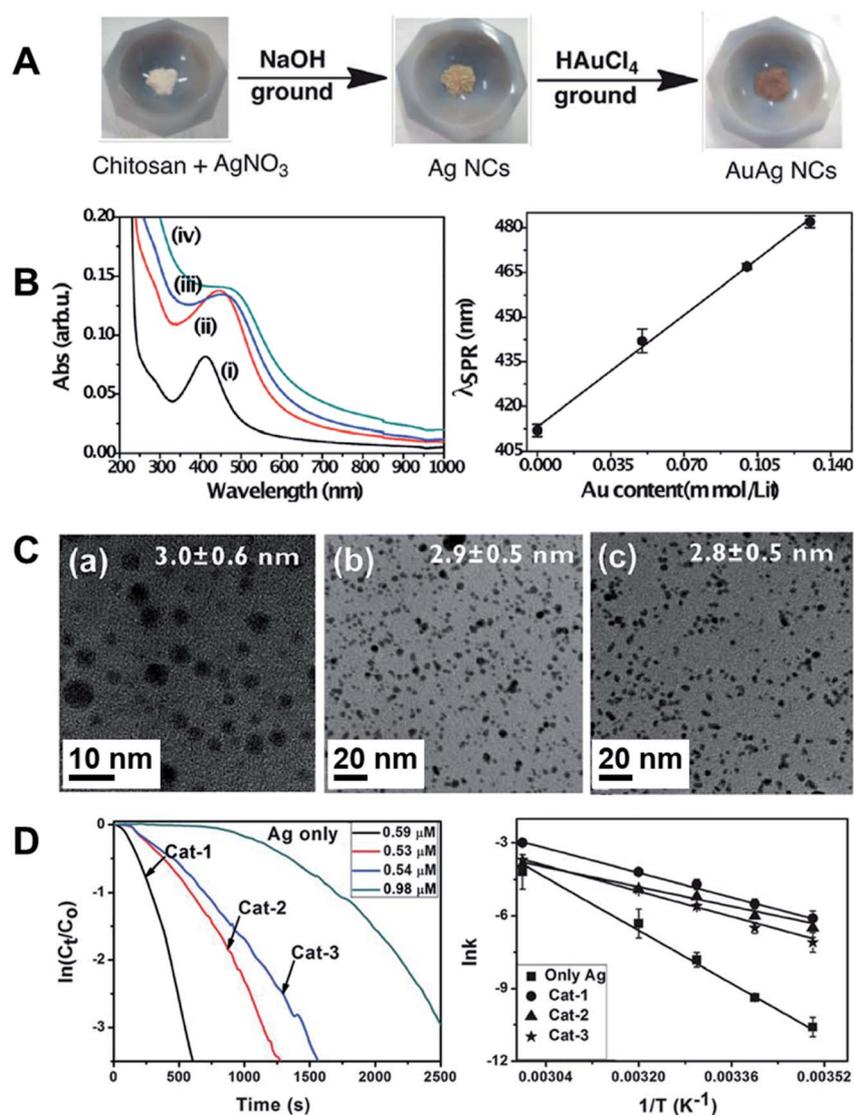 A
NaOH
ground
HAuCl4
ground
Chitosan + AgNO3
Ag NCs
AuAg NCs
B
Abs (arb.u.)
0.20
0.15
0.10
0.05
0.00
(iv)
(iii)
(ii)
(i)
200 300 400 500 600 700 800 900 1000
Wavelength (nm)
λSPR (nm)
480
465
450
435
420
405
0.000 0.035 0.070 0.105 0.140
Au content(m mol/Lit)
C
(a) 3.0±0.6 nm
10 nm
(b) 2.9±0.5 nm
20 nm
(c) 2.8±0.5 nm
20 nm
D
ln(Ct/Co)
0
-1
-2
-3
Ag only
0.59 µM
0.53 µM
0.54 µM
0.98 µM
Cat-1
Cat-2
Cat-3
0 500 1000 1500 2000 2500
Time (s)
lnk
-3
-6
-9
-12
Only Ag
Cat-1
Cat-2
Cat-3
0.00304 0.00320 0.00336 0.00352
1/T (K-1)